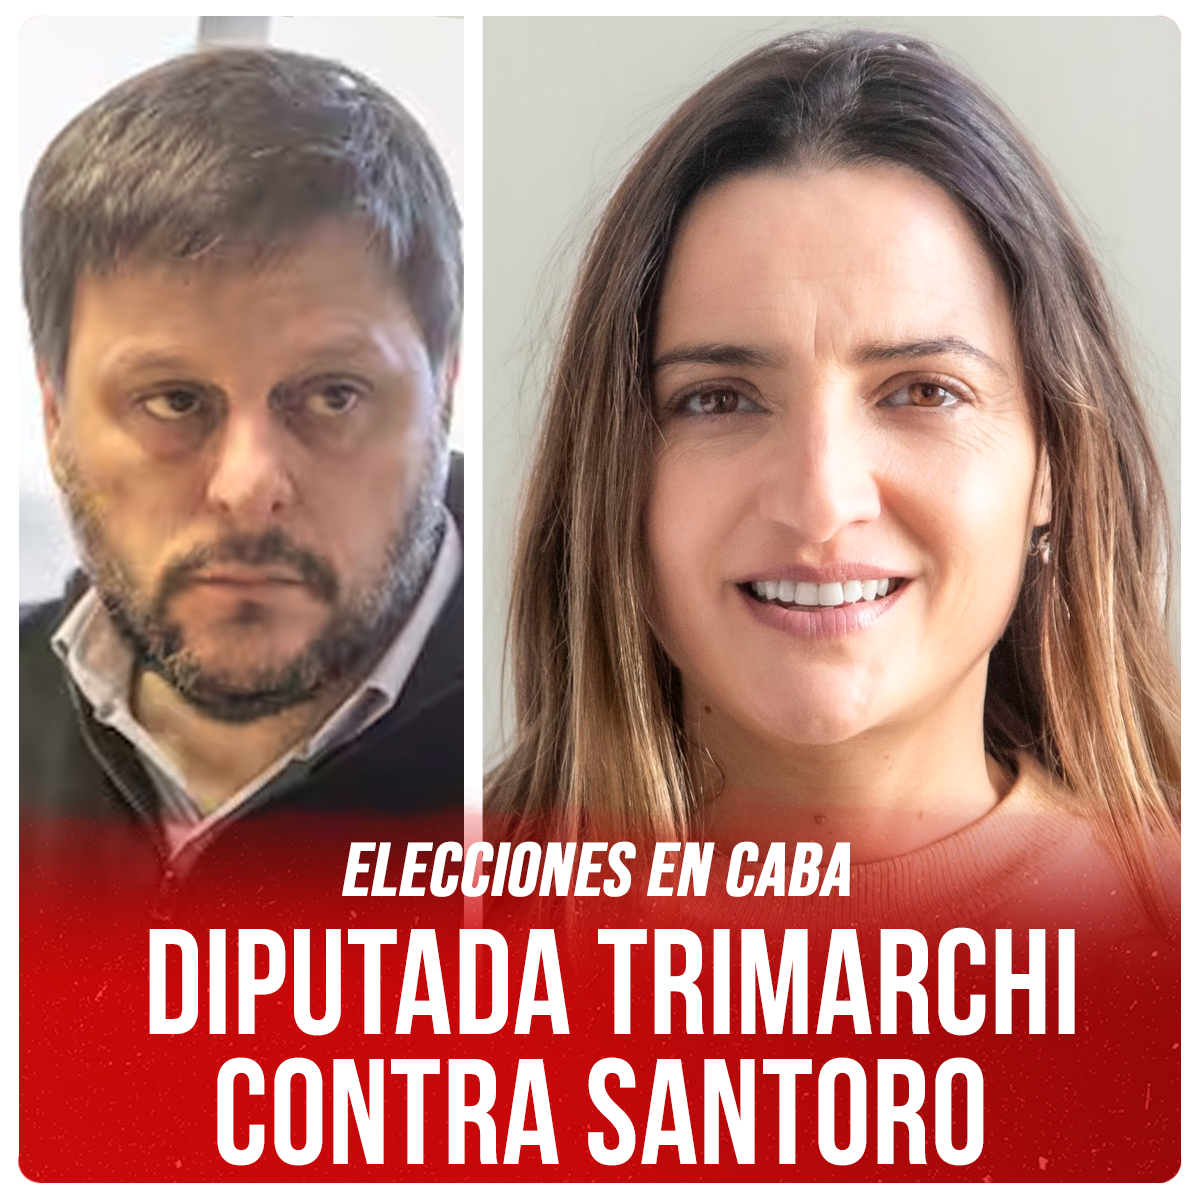 ELECCIONES EN CABA
DIPUTADA TRIMARCHI
CONTRA SANTORO